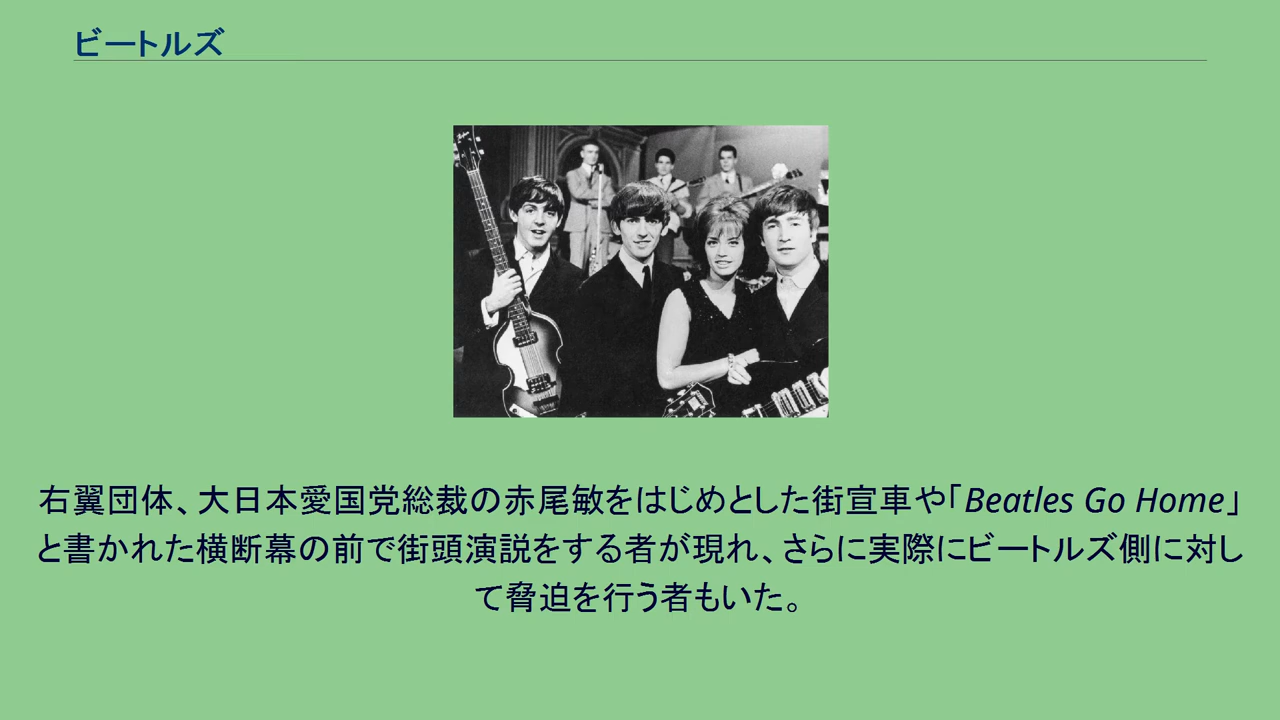 ビートルズ
右翼団体、大日本愛国党総裁の赤尾敏をはじめとした街宣車や「Beatles Go Home」
と書かれた横断幕の前で街頭演説をする者が現れ、さらに実際にビートルズ側に対し
て脅迫を行う者もいた。